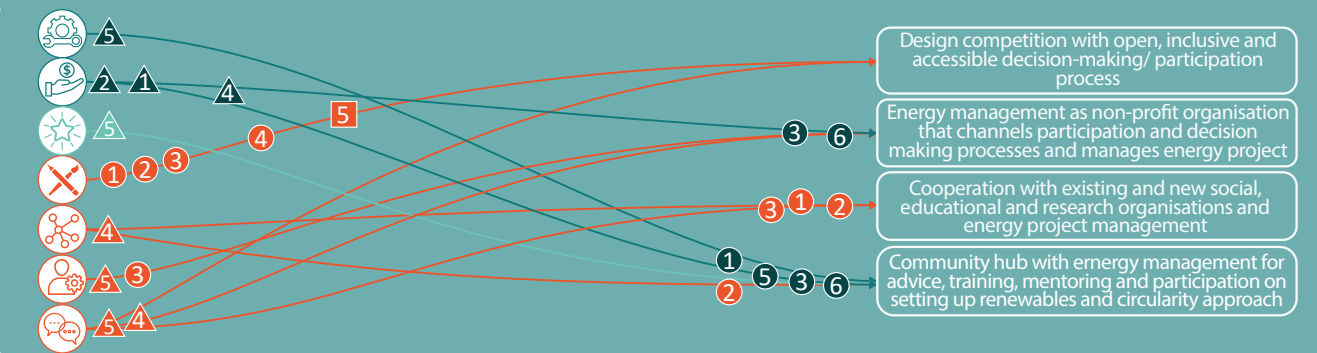 5
$
2 1 4
5
1 2 3 4 5
4
5 3
5 4
Design competition with open, inclusive and
accessible decision-making/ participation
process
3 6
Energy management as non-profit organisation
that channels participation and decision
making processes and manages energy project
3 1 2
Cooperation with existing and new social,
educational and research organisations and
energy project management
1 5 3 6
2
Community hub with ernergy management for
advice, training, mentoring and participation on
setting up renewables and circularity approach